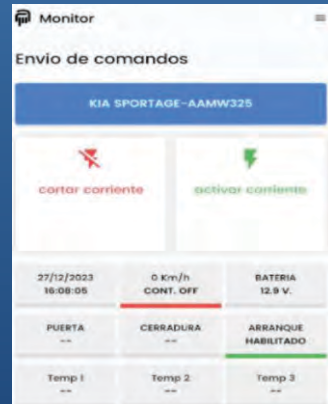 Monitor
Envio de comandos
KIA SPORTAGE-AAMW325
cortar corriente
activar corriente
27/12/2023
16:08:05
0 Km/h
CONT. OFF
BATERIA
12.9 V.
PUERTA
--
CERRADURA
--
ARRANQUE
HABILITADO
Temp 1
--
Temp 2
--
Temp 3
--